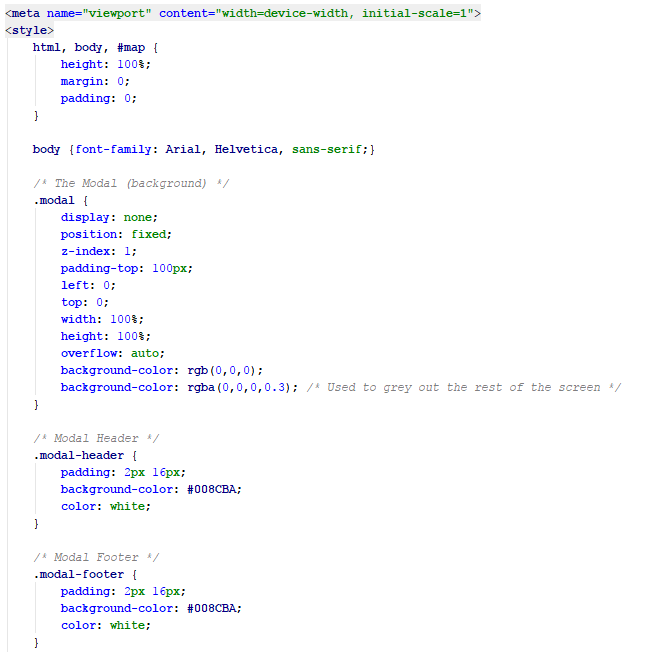 <meta name="viewport" content="width=device-width, initial-scale=1">
<style>
    html, body, #map {
        height: 100%;
        margin: 0;
        padding: 0;
    }

    body {font-family: Arial, Helvetica, sans-serif;}

    /* The Modal (background) */
    .modal {
        display: none;
        position: fixed;
        z-index: 1;
        padding-top: 100px;
        left: 0;
        top: 0;
        width: 100%;
        height: 100%;
        overflow: auto;
        background-color: rgb(0,0,0);
        background-color: rgba(0,0,0,0.3); /* Used to grey out the rest of the screen */
    }

    /* Modal Header */
    .modal-header {
        padding: 2px 16px;
        background-color: #008CBA;
        color: white;
    }

    /* Modal Footer */
    .modal-footer {
        padding: 2px 16px;
        background-color: #008CBA;
        color: white;
    }